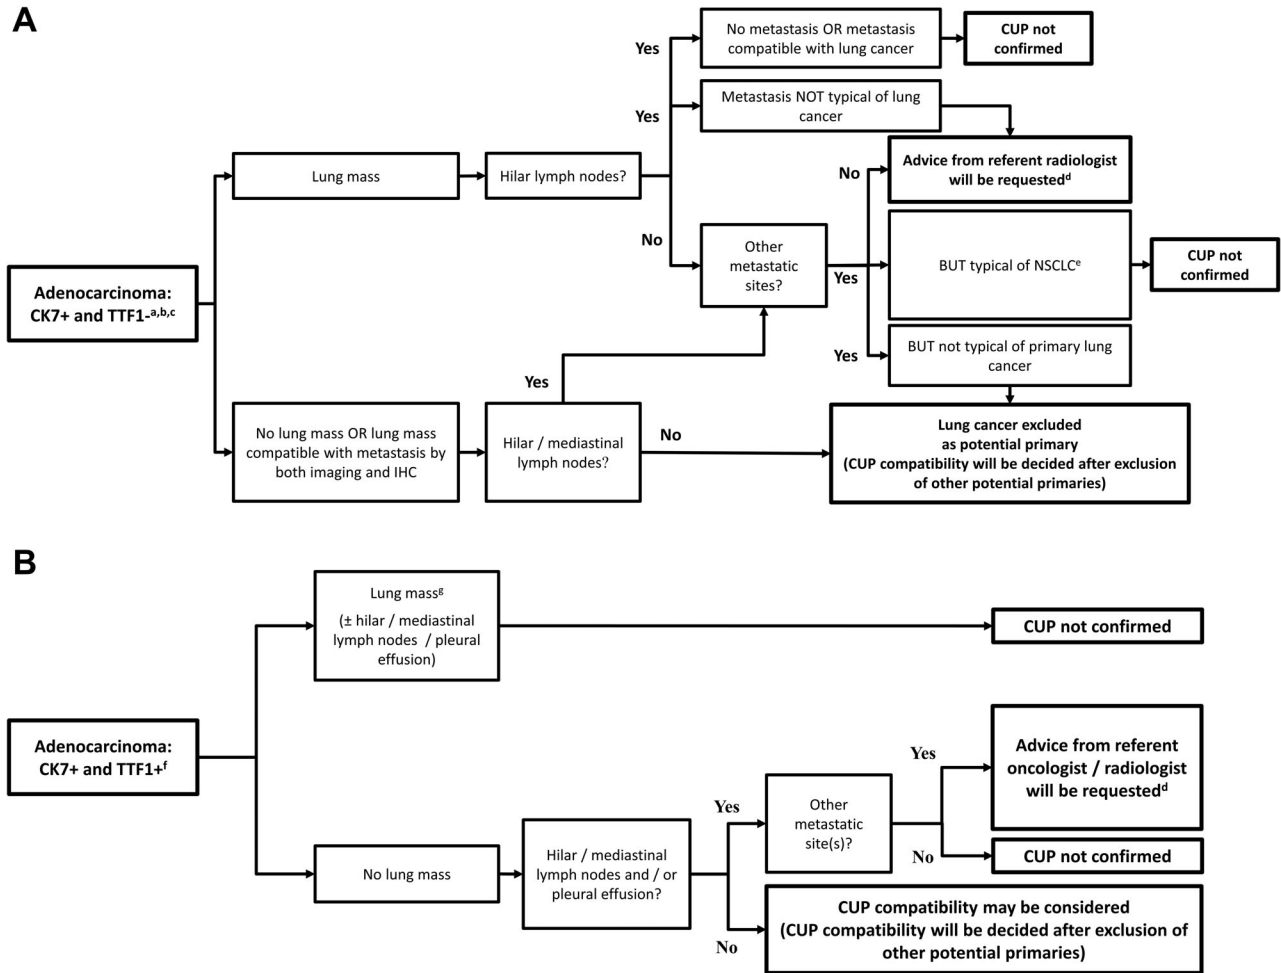 A
Yes
No metastasis OR metastasis
compatible with lung cancer
CUP not
confirmed
Yes
Metastasis NOT typical of lung
cancer
Lung mass
Hilar lymph nodes?
No
Advice from referent radiologist
will be requestedᵈ
No
Other
metastatic
sites?
Yes
BUT typical of NSCLCᵉ
CUP not
confirmed
Adenocarcinoma:
CK7+ and TTF1-ᵃ,ᵇ,ᶜ
Yes
BUT not typical of primary lung
cancer
Yes
No lung mass OR lung mass
compatible with metastasis by
both imaging and IHC
Hilar / mediastinal
lymph nodes?
No
Lung cancer excluded
as potential primary
(CUP compatibility will be decided after exclusion
of other potential primaries)
B
Lung massᵍ
(± hilar / mediastinal
lymph nodes / pleural
effusion)
CUP not confirmed
Adenocarcinoma:
CK7+ and TTF1+ᶠ
Yes
Advice from referent
oncologist / radiologist
will be requestedᵈ
Yes
Other
metastatic
site(s)?
No
CUP not confirmed
No lung mass
Hilar / mediastinal
lymph nodes and / or
pleural effusion?
No
CUP compatibility may be considered
(CUP compatibility will be decided after exclusion of
other potential primaries)